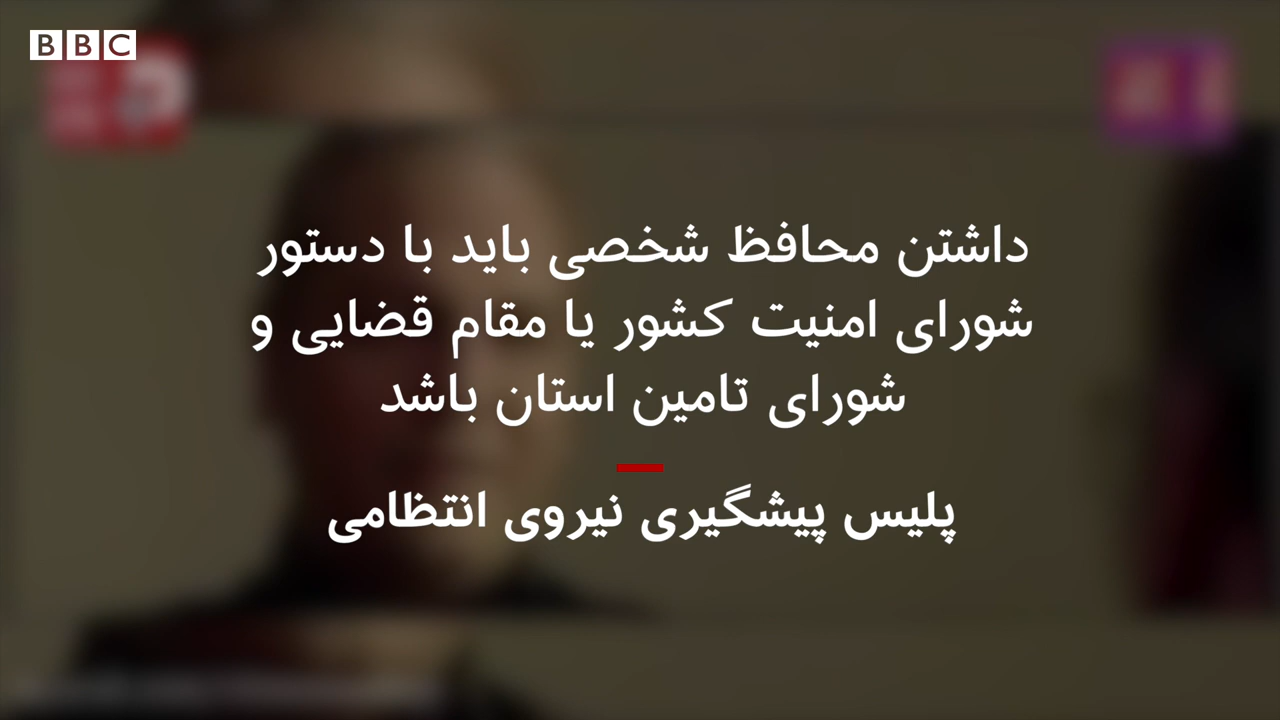 BBC
داشتن محافظ شخصی باید با دستور
شورای امنیت کشور یا مقام قضایی و
شورای تامین استان باشد
پلیس پیشگیری نیروی انتظامی